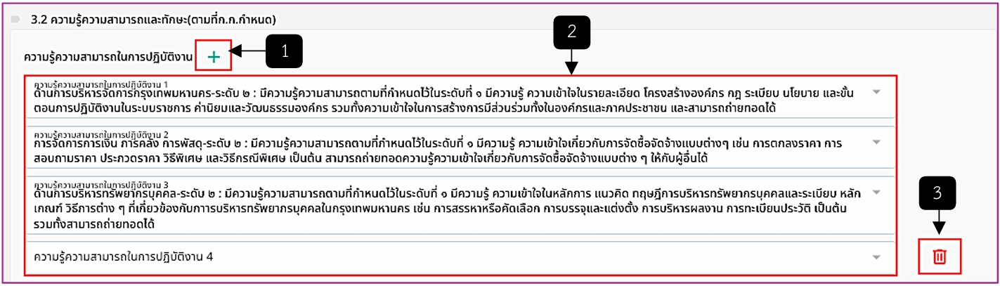 3.2 ความรู้ความสามารถและทักษะ(ตามที่ก.ก.กำหนด)
2
ความรู้ความสามารถในการปฏิบัติงาน
1
ความรู้ความสามารถในการปฏิบัติงาน 1
ด้านการบริหารจัดการกรุงเทพมหานคร-ระดับ ๒ : มีความรู้ความสามารถตามที่กำหนดไว้ในระดับที่ ๑ มีความรู้ ความเข้าใจในรายละเอียด โครงสร้างองค์กร กฎ ระเบียบ นโยบาย และขั้น
ตอนการปฏิบัติงานในระบบราชการ ค่านิยมและวัฒนธรรมองค์กร รวมทั้งความเข้าใจในการสร้างการมีส่วนร่วมทั้งในองค์กรและภาคประชาชน และสามารถถ่ายทอดได้
ความรู้ความสามารถในการปฏิบัติงาน 2
การจัดการการเงิน การคลัง การพัสดุ-ระดับ ๒ : มีความรู้ความสามารถตามที่กำหนดไว้ในระดับที่ ๑ มีความรู้ ความเข้าใจเกี่ยวกับการจัดซื้อจัดจ้างแบบต่างๆ เช่น การตกลงราคา การ
สอบถามราคา ประกวดราคา วิธีพิเศษ และวิธีกรณีพิเศษ เป็นต้น สามารถถ่ายทอดความรู้ความเข้าใจเกี่ยวกับการจัดซื้อจัดจ้างแบบต่าง ๆ ให้กับผู้อื่นได้
ความรู้ความสามารถในการปฏิบัติงาน 3
ด้านการบริหารทรัพยากรบุคคล-ระดับ ๒ : มีความรู้ความสามารถตามที่กำหนดไว้ในระดับที่ ๑ มีความรู้ ความเข้าใจในหลักการ แนวคิด ทฤษฎีการบริหารทรัพยากรบุคคลและระเบียบ หลัก
เกณฑ์ วิธีการต่าง ๆ ที่เกี่ยวข้องกับกาารบริหารทรัพยากรบุคคลในกรุงเทพมหานคร เช่น การสรรหาหรือคัดเลือก การบรรจุและแต่งตั้ง การบริหารผลงาน การทะเบียนประวัติ เป็นต้น
รวมทั้งสามารถถ่ายทอดได้
3
ความรู้ความสามารถในการปฏิบัติงาน 4